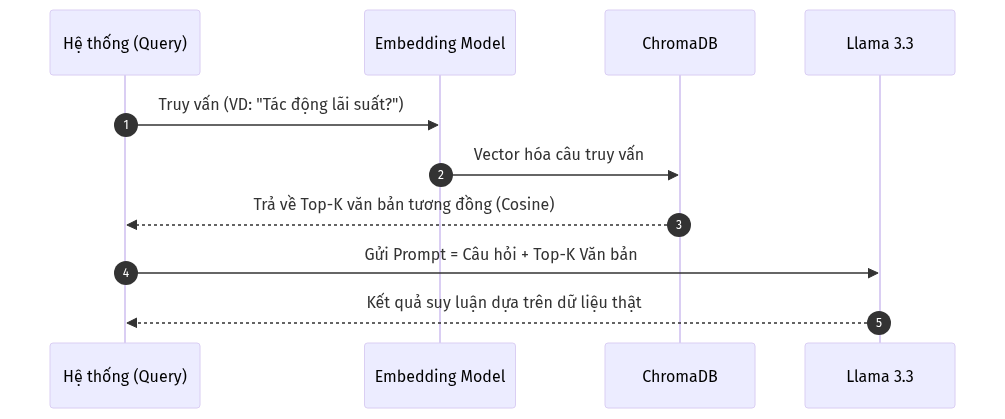 Hệ thống (Query)
Embedding Model
ChromaDB
Llama 3.3
Truy vấn (VD: "Tác động lãi suất?")
1
Vector hóa câu truy vấn
2
Trả về Top-K văn bản tương đồng (Cosine)
3
Gửi Prompt = Câu hỏi + Top-K Văn bản
4
Kết quả suy luận dựa trên dữ liệu thật
5
Hệ thống (Query)
Embedding Model
ChromaDB
Llama 3.3